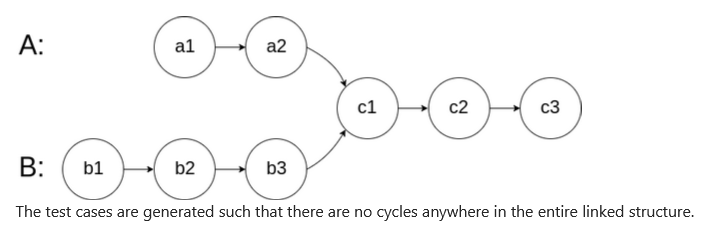 A: a1 a2
c1 c2 c3
B: b1 b2 b3
The test cases are generated such that there are no cycles anywhere in the entire linked structure.